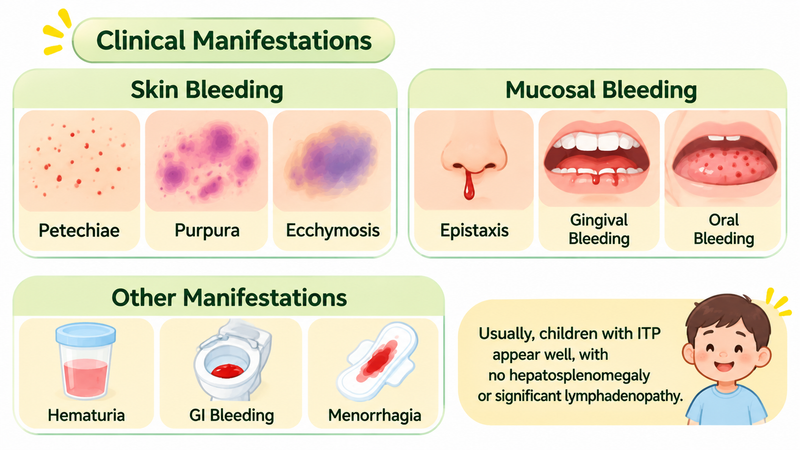 Clinical Manifestations
Skin Bleeding
Petechiae
Purpura
Ecchymosis
Mucosal Bleeding
Epistaxis
Gingival
Bleeding
Oral
Bleeding
Other Manifestations
Hematuria
GI Bleeding
Menorrhagia
Usually, children with ITP
appear well, with
no hepatosplenomegaly
or significant lymphadenopathy.